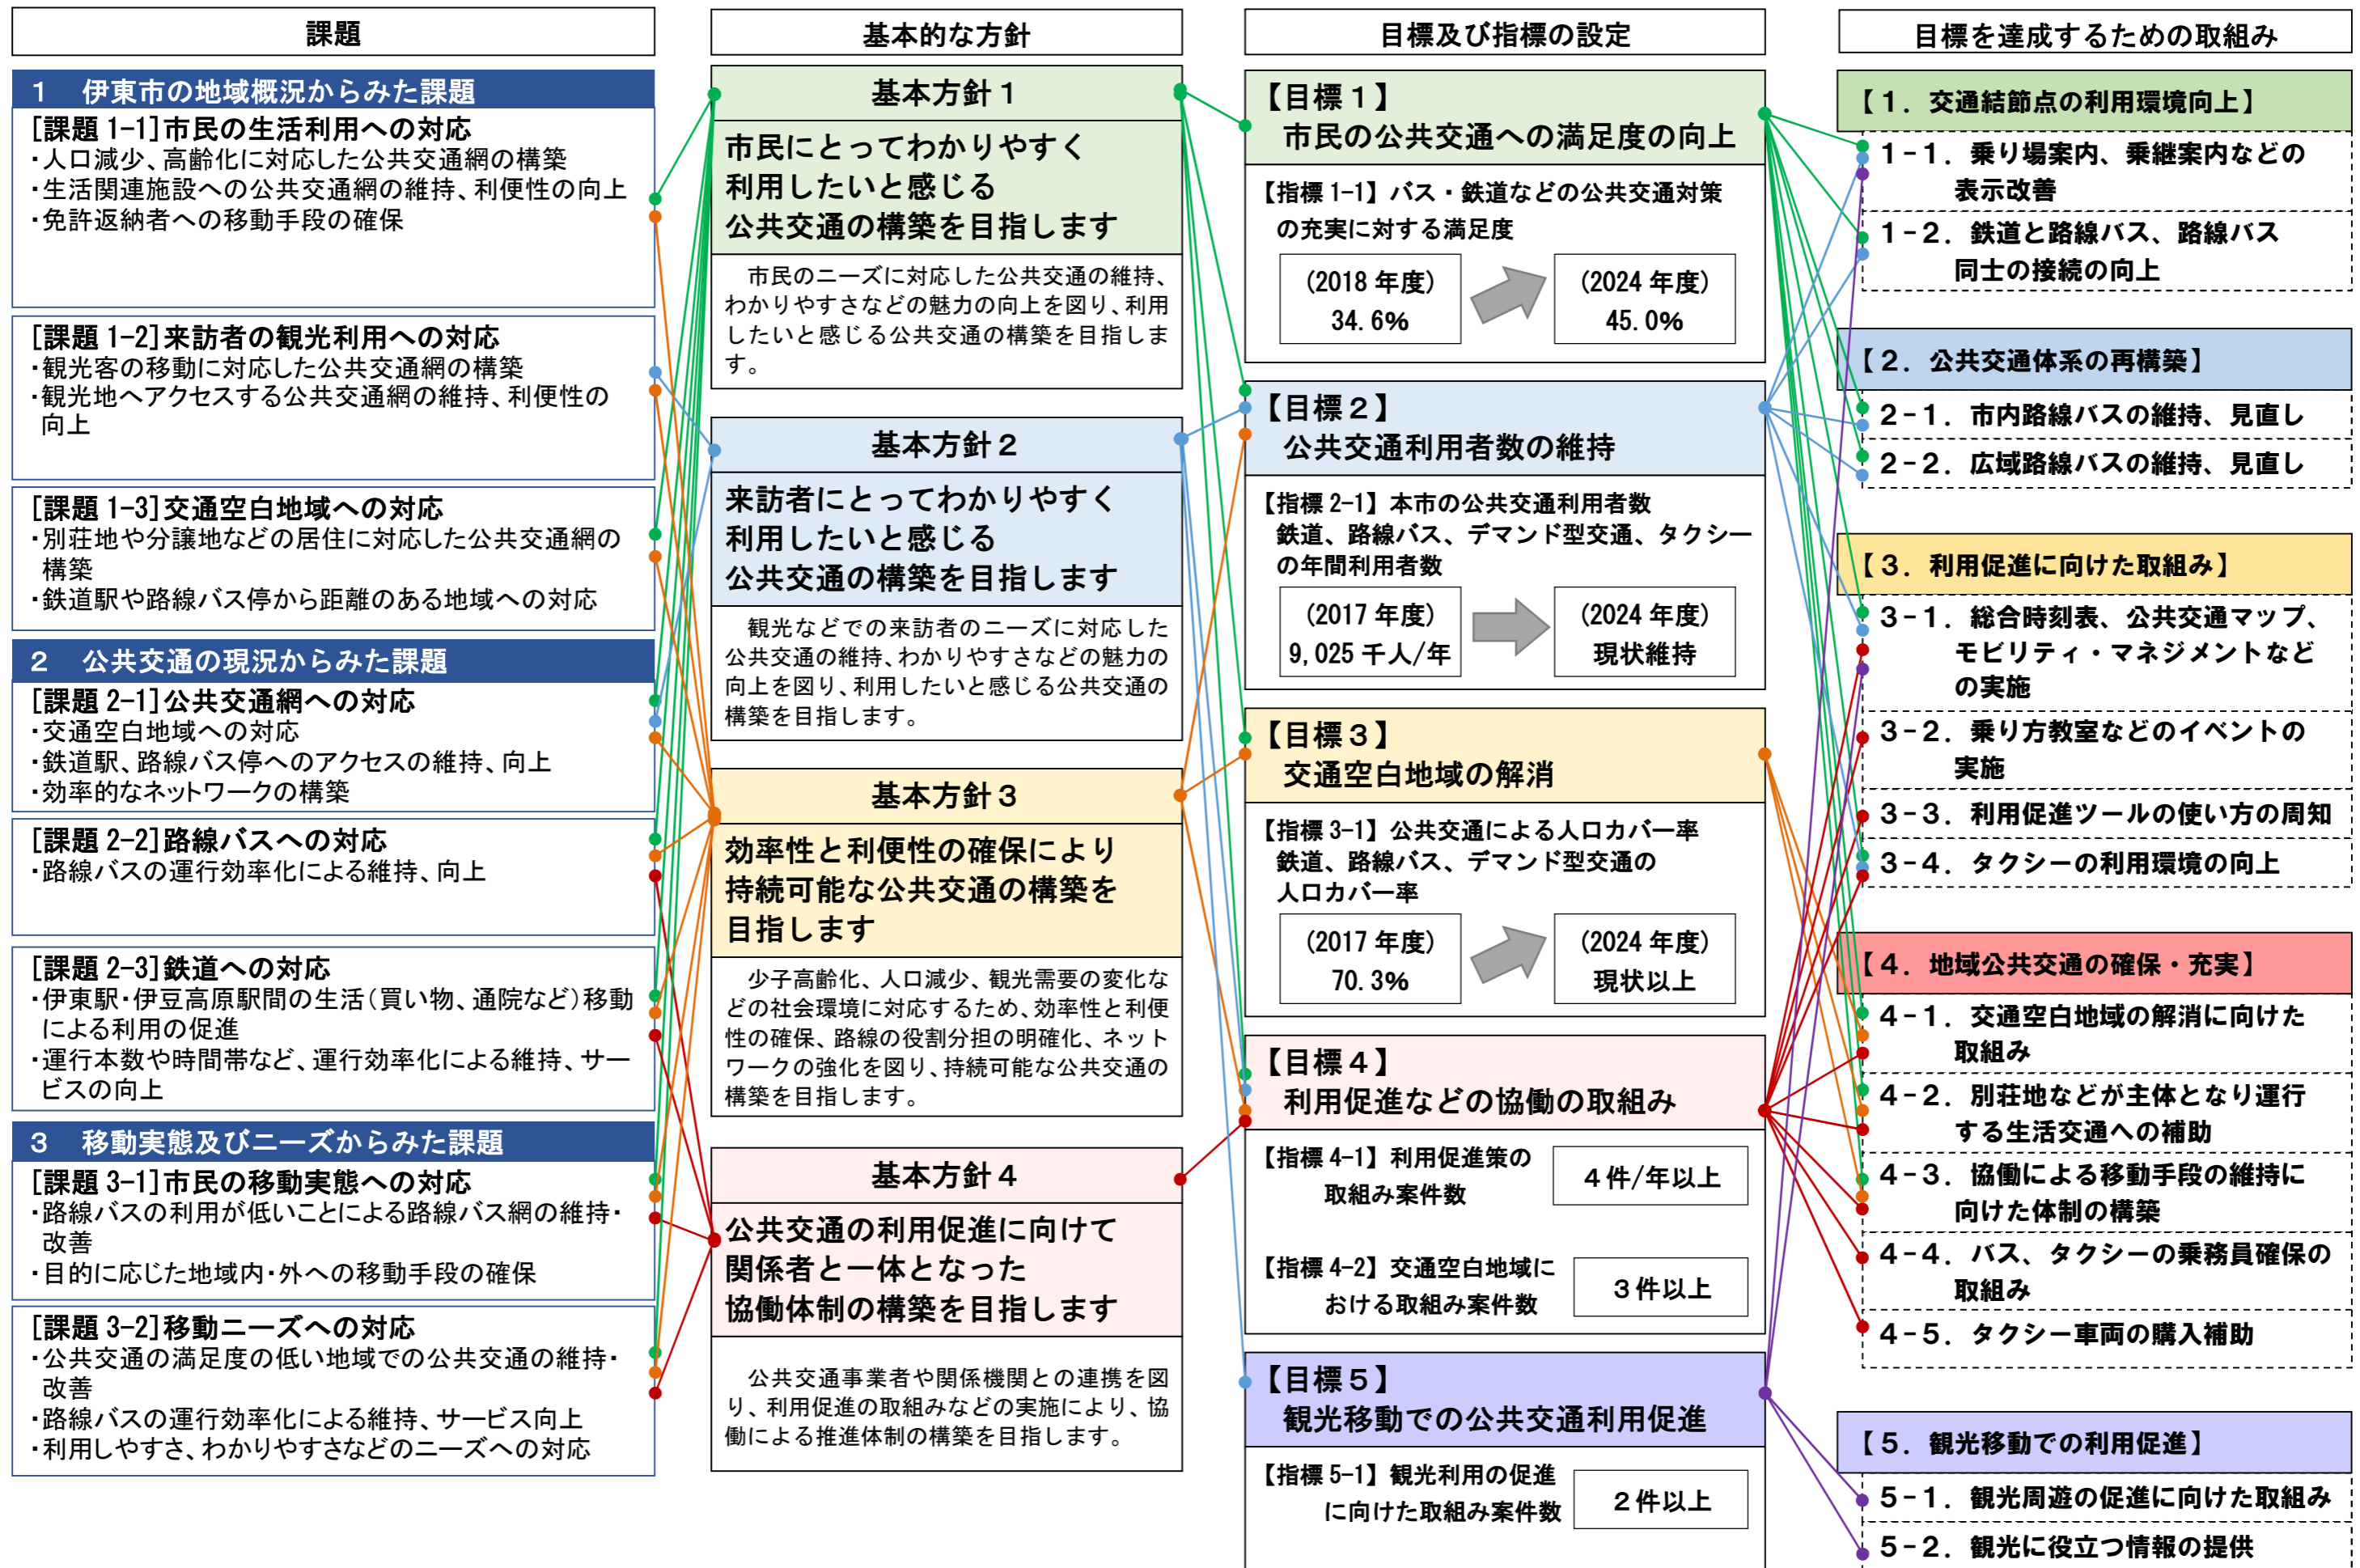 課題
1 伊東市の地域概況からみた課題
[課題 1-1]市民の生活利用への対応
・人口減少、高齢化に対応した公共交通網の構築
・生活関連施設への公共交通網の維持、利便性の向上
・免許返納者への移動手段の確保
[課題 1-2]来訪者の観光利用への対応
・観光客の移動に対応した公共交通網の構築
・観光地へアクセスする公共交通網の維持、利便性の
向上
[課題 1-3]交通空白地域への対応
・別荘地や分譲地などの居住に対応した公共交通網の
構築
・鉄道駅や路線バス停から距離のある地域への対応
2 公共交通の現況からみた課題
[課題 2-1]公共交通網への対応
・交通空白地域への対応
・鉄道駅、路線バス停へのアクセスの維持、向上
・効率的なネットワークの構築
[課題 2-2]路線バスへの対応
・路線バスの運行効率化による維持、向上
[課題 2-3]鉄道への対応
・伊東駅・伊豆高原駅間の生活(買い物、通院など)移動
による利用の促進
・運行本数や時間帯など、運行効率化による維持、サー
ビスの向上
3 移動実態及びニーズからみた課題
[課題 3-1]市民の移動実態への対応
・路線バスの利用が低いことによる路線バス網の維持・
改善
・目的に応じた地域内・外への移動手段の確保
[課題 3-2]移動ニーズへの対応
・公共交通の満足度の低い地域での公共交通の維持・
改善
・路線バスの運行効率化による維持、サービス向上
・利用しやすさ、わかりやすさなどのニーズへの対応
基本的な方針
基本方針1
市民にとってわかりやすく
利用したいと感じる
公共交通の構築を目指します
市民のニーズに対応した公共交通の維持、
わかりやすさなどの魅力の向上を図り、利用
したいと感じる公共交通の構築を目指しま
す。
基本方針2
来訪者にとってわかりやすく
利用したいと感じる
公共交通の構築を目指します
観光などでの来訪者のニーズに対応した
公共交通の維持、わかりやすさなどの魅力の
向上を図り、利用したいと感じる公共交通の
構築を目指します。
基本方針3
効率性と利便性の確保により
持続可能な公共交通の構築を
目指します
少子高齢化、人口減少、観光需要の変化な
どの社会環境に対応するため、効率性と利便
性の確保、路線の役割分担の明確化、ネット
ワークの強化を図り、持続可能な公共交通の
構築を目指します。
基本方針4
公共交通の利用促進に向けて
関係者と一体となった
協働体制の構築を目指します
公共交通事業者や関係機関との連携を図
り、利用促進の取組みなどの実施により、協
働による推進体制の構築を目指します。
目標及び指標の設定
【目標1】
市民の公共交通への満足度の向上
【指標 1-1】バス・鉄道などの公共交通対策
の充実に対する満足度
(2018 年度)
34.6%
(2024 年度)
45.0%
【目標2】
公共交通利用者数の維持
【指標 2-1】本市の公共交通利用者数
鉄道、路線バス、デマンド型交通、タクシー
の年間利用者数
(2017 年度)
9,025 千人/年
(2024 年度)
現状維持
【目標3】
交通空白地域の解消
【指標 3-1】公共交通による人口カバー率
鉄道、路線バス、デマンド型交通の
人口カバー率
(2017 年度)
70.3%
(2024 年度)
現状以上
【目標4】
利用促進などの協働の取組み
【指標 4-1】利用促進策の
取組み案件数
4件/年以上
【指標 4-2】交通空白地域に
おける取組み案件数
3件以上
【目標5】
観光移動での公共交通利用促進
【指標 5-1】観光利用の促進
に向けた取組み案件数
2件以上
目標を達成するための取組み
【1. 交通結節点の利用環境向上】
1-1. 乗り場案内、乗継案内などの
表示改善
1-2. 鉄道と路線バス、路線バス
同士の接続の向上
【2. 公共交通体系の再構築】
2-1. 市内路線バスの維持、見直し
2-2. 広域路線バスの維持、見直し
【3. 利用促進に向けた取組み】
3-1. 総合時刻表、公共交通マップ、
モビリティ・マネジメントなど
の実施
3-2. 乗り方教室などのイベントの
実施
3-3. 利用促進ツールの使い方の周知
3-4. タクシーの利用環境の向上
【4. 地域公共交通の確保・充実】
4-1. 交通空白地域の解消に向けた
取組み
4-2. 別荘地などが主体となり運行
する生活交通への補助
4-3. 協働による移動手段の維持に
向けた体制の構築
4-4. バス、タクシーの乗務員確保の
取組み
4-5. タクシー車両の購入補助
【5. 観光移動での利用促進】
5-1. 観光周遊の促進に向けた取組み
5-2. 観光に役立つ情報の提供